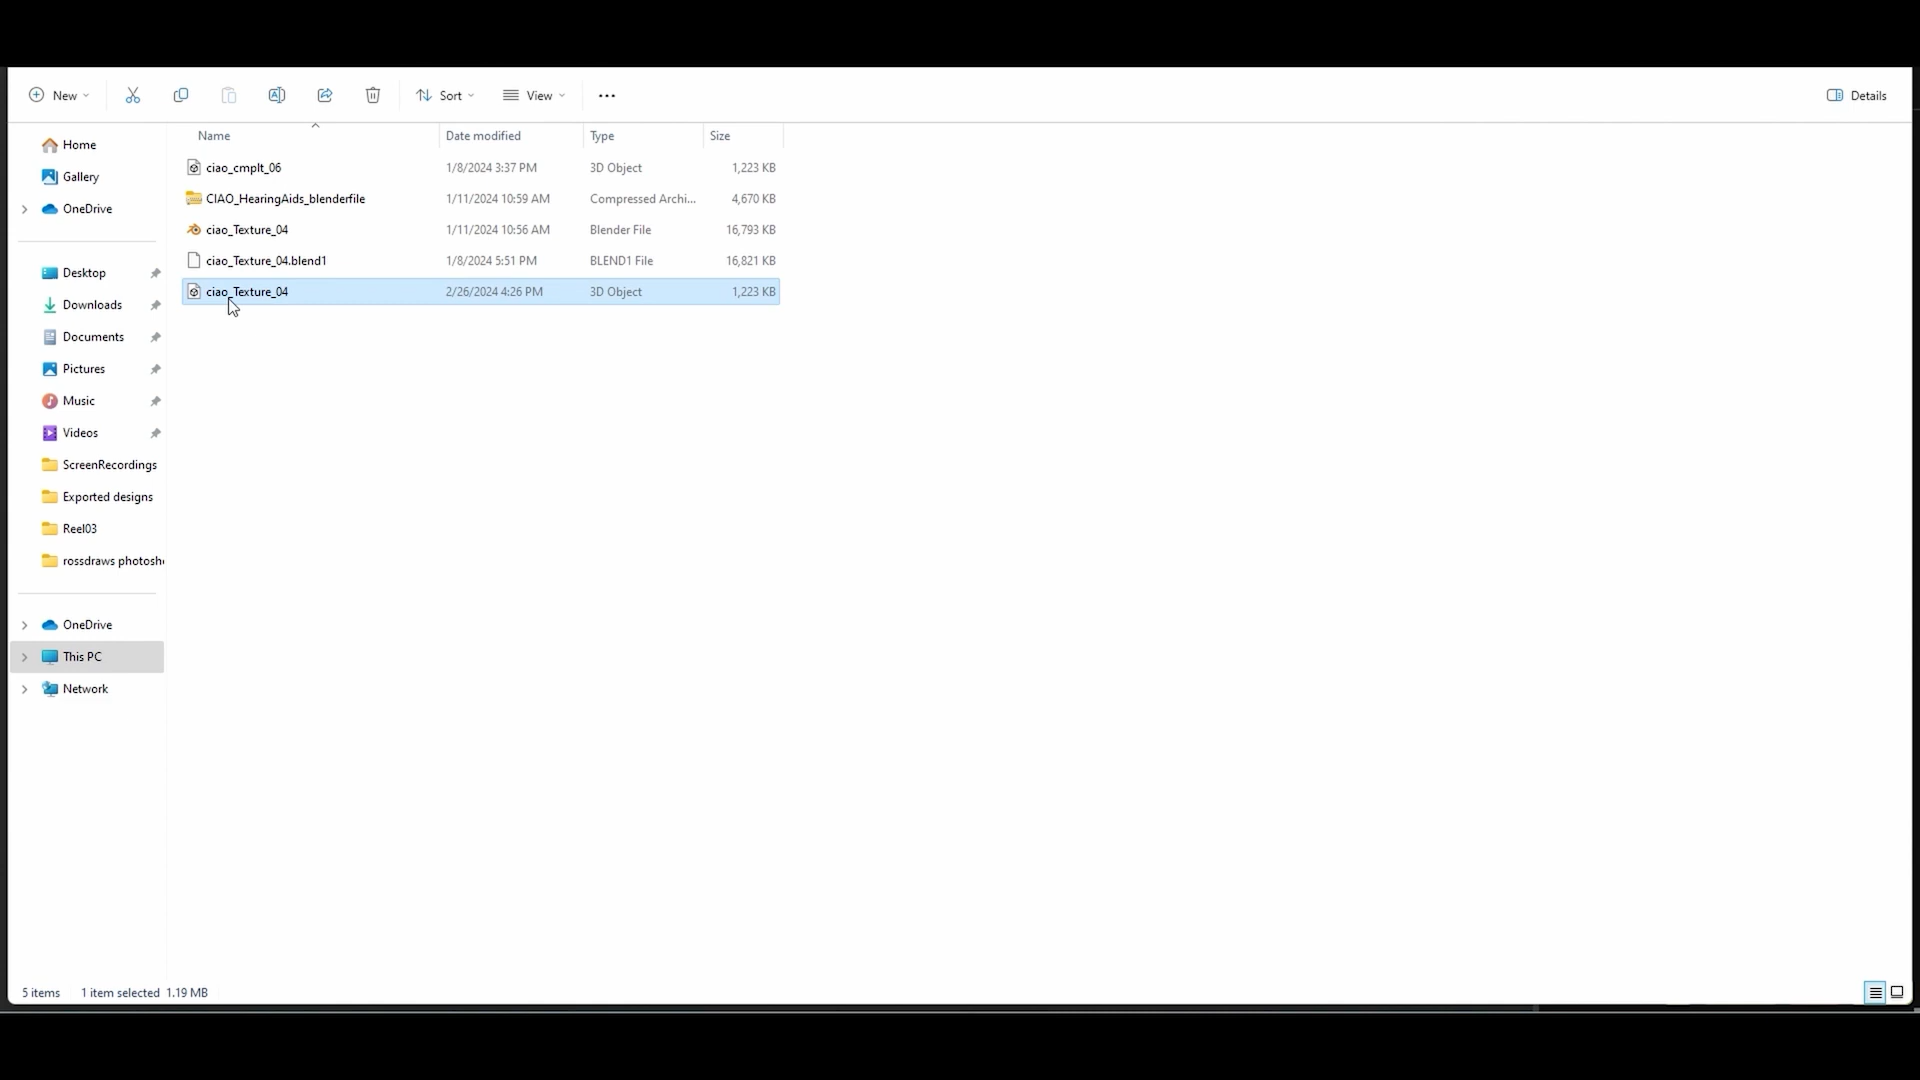 New
Sort
View
Details
Name
Date modified
Type
Size
Home
Gallery
OneDrive
Desktop
Downloads
Documents
Pictures
Music
Videos
ScreenRecordings
Exported designs
Reel03
rossdraws photosh
OneDrive
This PC
Network
ciao_cmplt_06 1/8/2024 3:37 PM 3D Object 1,223 KB
CIAO_HearingAids_blenderfile 1/11/2024 10:59 AM Compressed Archi... 4,670 KB
ciao_Texture_04 1/11/2024 10:56 AM Blender File 16,793 KB
ciao_Texture_04.blend1 1/8/2024 5:51 PM BLEND1 File 16,821 KB
ciao_Texture_04 2/26/2024 4:26 PM 3D Object 1,223 KB
5 items 1 item selected 1.19 MB